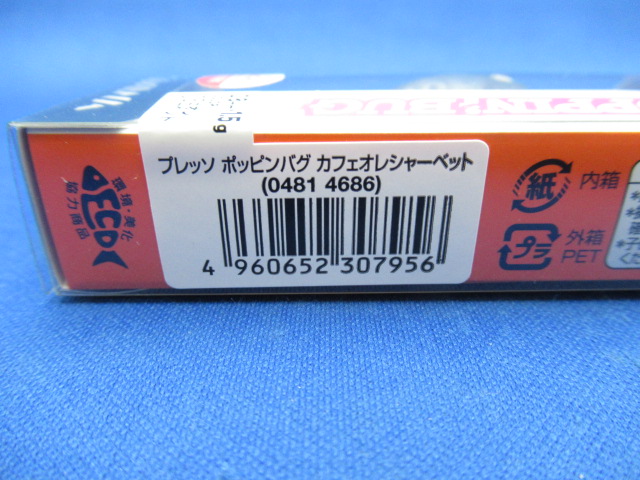 プレッソ ポッピンバグ カフェオレシャーベット
(0481 4686)
4 960652 307956
環境・美化
ECO
協力商品
紙
内箱
プラ
外箱
PET